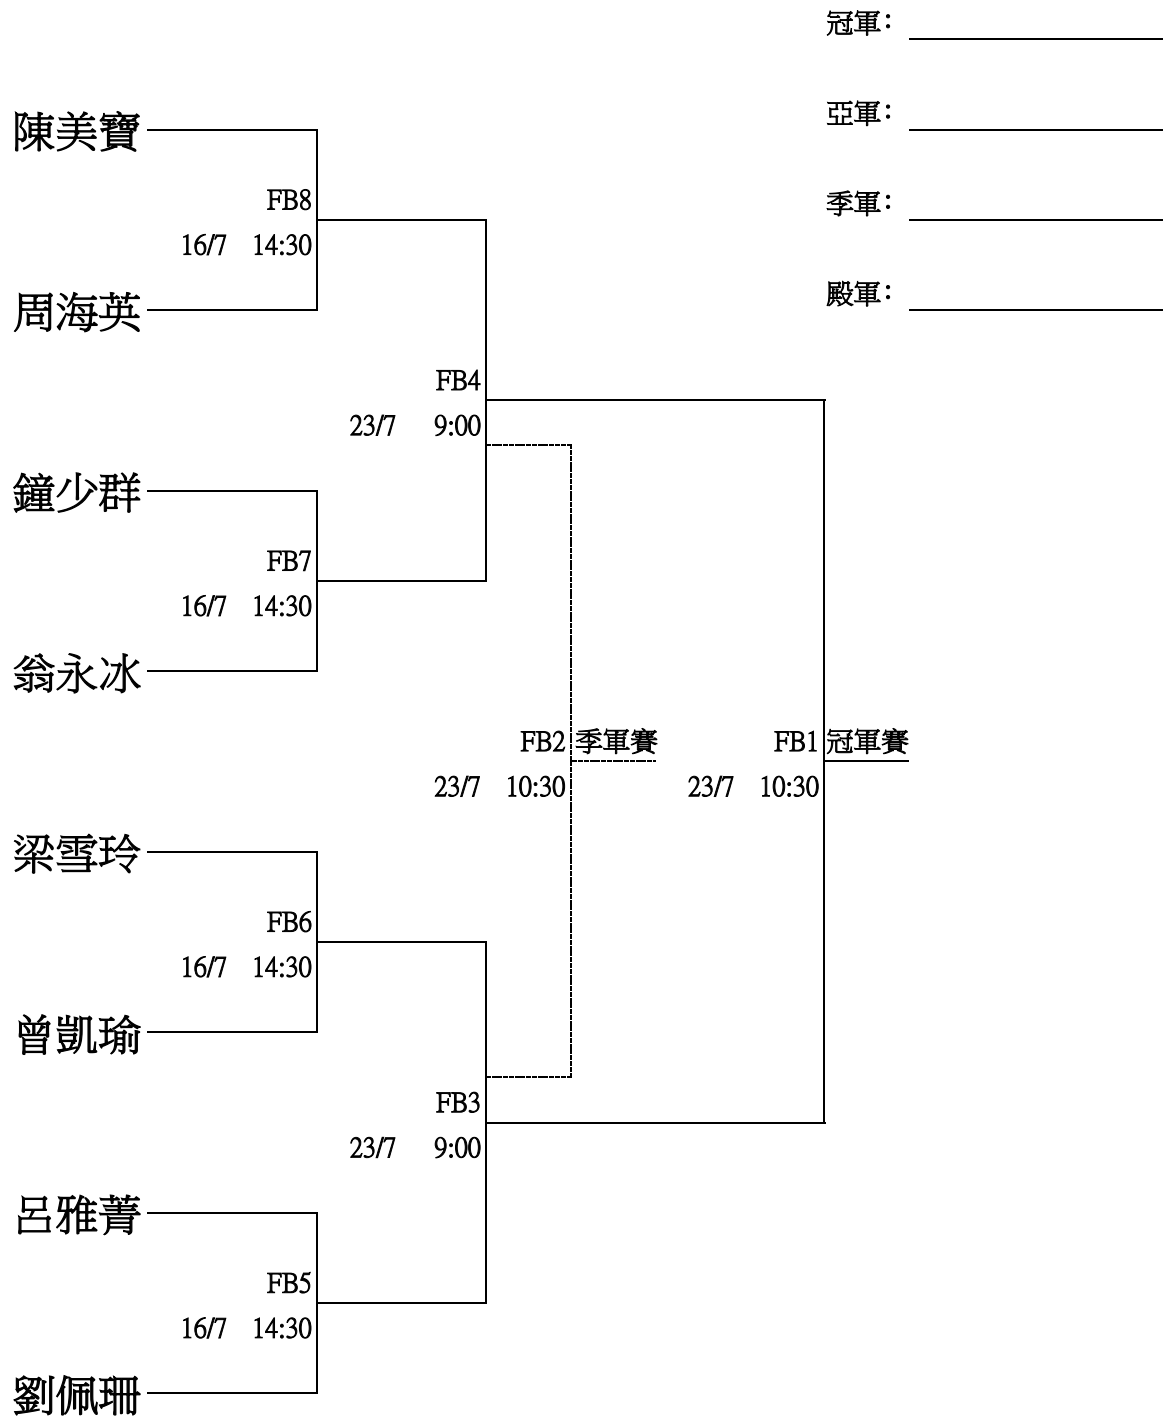 冠軍：
亞軍：
季軍：
殿軍：
陳美寶
FB8
16/7 14:30
周海英
FB4
23/7 9:00
鐘少群
FB7
16/7 14:30
翁永冰
FB2 季軍賽
23/7 10:30
FB1 冠軍賽
23/7 10:30
梁雪玲
FB6
16/7 14:30
曾凱瑜
FB3
23/7 9:00
呂雅菁
FB5
16/7 14:30
劉佩珊